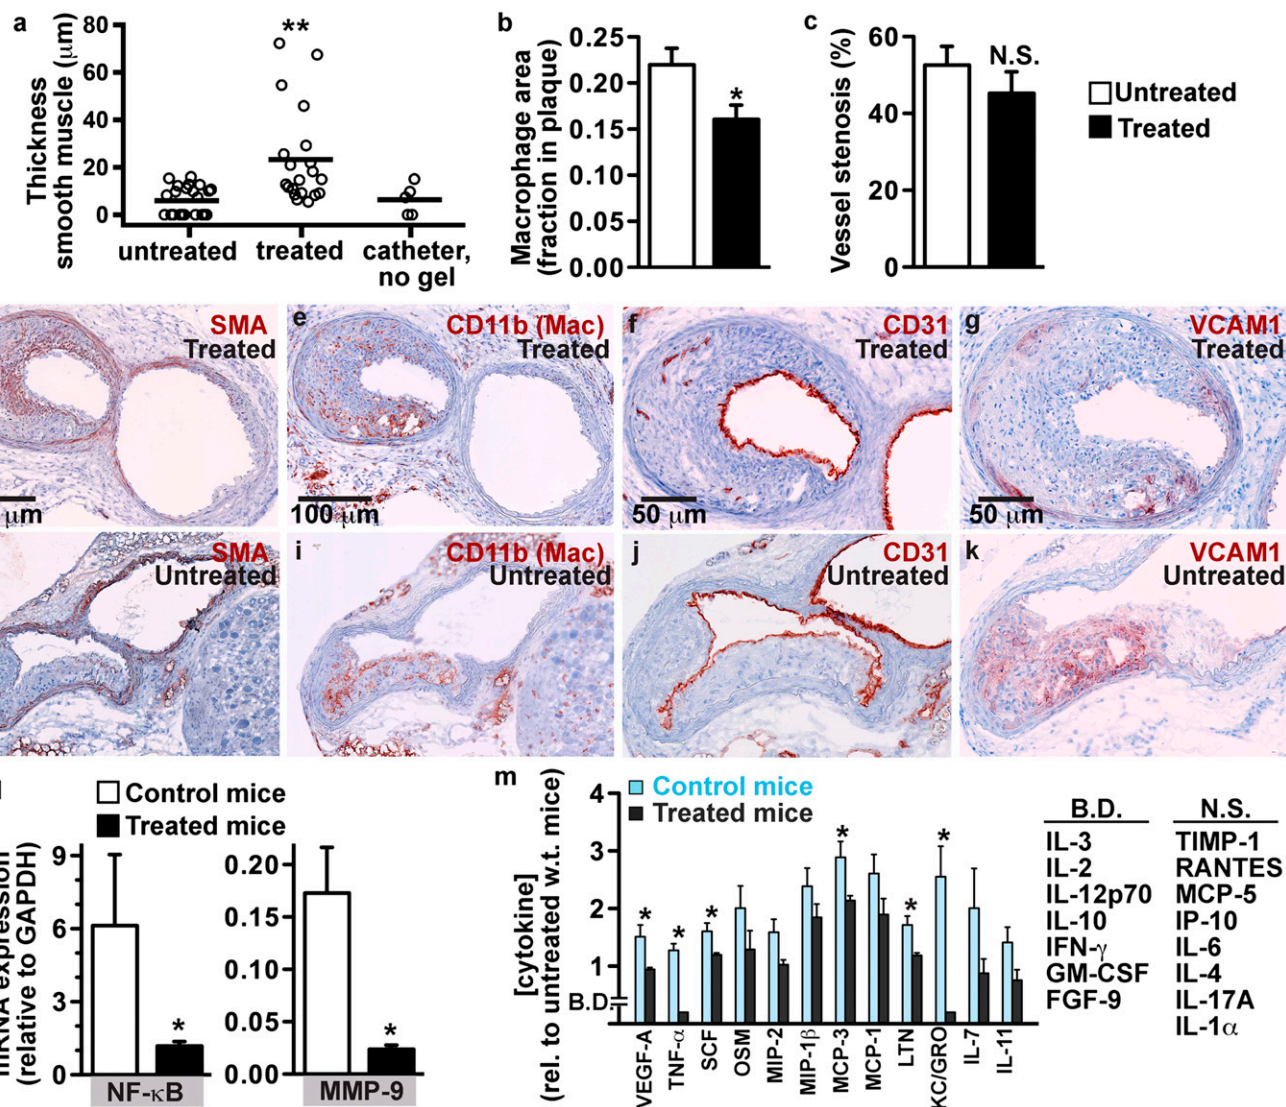 a
Thickness
smooth muscle (μm)
80
60
40
20
0
**
untreated
treated
catheter,
no gel
b
Macrophage area
(fraction in plaque)
0.25
0.20
0.15
0.10
0.05
0.00
*
c
Vessel stenosis (%)
60
40
20
0
N.S.
Untreated
Treated
SMA
Treated
μm
e
CD11b (Mac)
Treated
100 μm
f
CD31
Treated
50 μm
g
VCAM1
Treated
50 μm
SMA
Untreated
i
CD11b (Mac)
Untreated
j
CD31
Untreated
k
VCAM1
Untreated
Control mice
Treated mice
expression
(relative to GAPDH)
9
6
3
0
*
NF-κB
0.20
0.15
0.10
0.05
0.00
*
MMP-9
m
Control mice
Treated mice
[cytokine]
(rel. to untreated w.t. mice)
4
3
2
1
B.D.
*
*
*
*
*
*
VEGF-A
TNF-α
SCF
OSM
MIP-2
MIP-1β
MCP-3
MCP-1
LTN
KC/GRO
IL-7
IL-11
B.D.
IL-3
IL-2
IL-12p70
IL-10
IFN-γ
GM-CSF
FGF-9
N.S.
TIMP-1
RANTES
MCP-5
IP-10
IL-6
IL-4
IL-17A
IL-1α